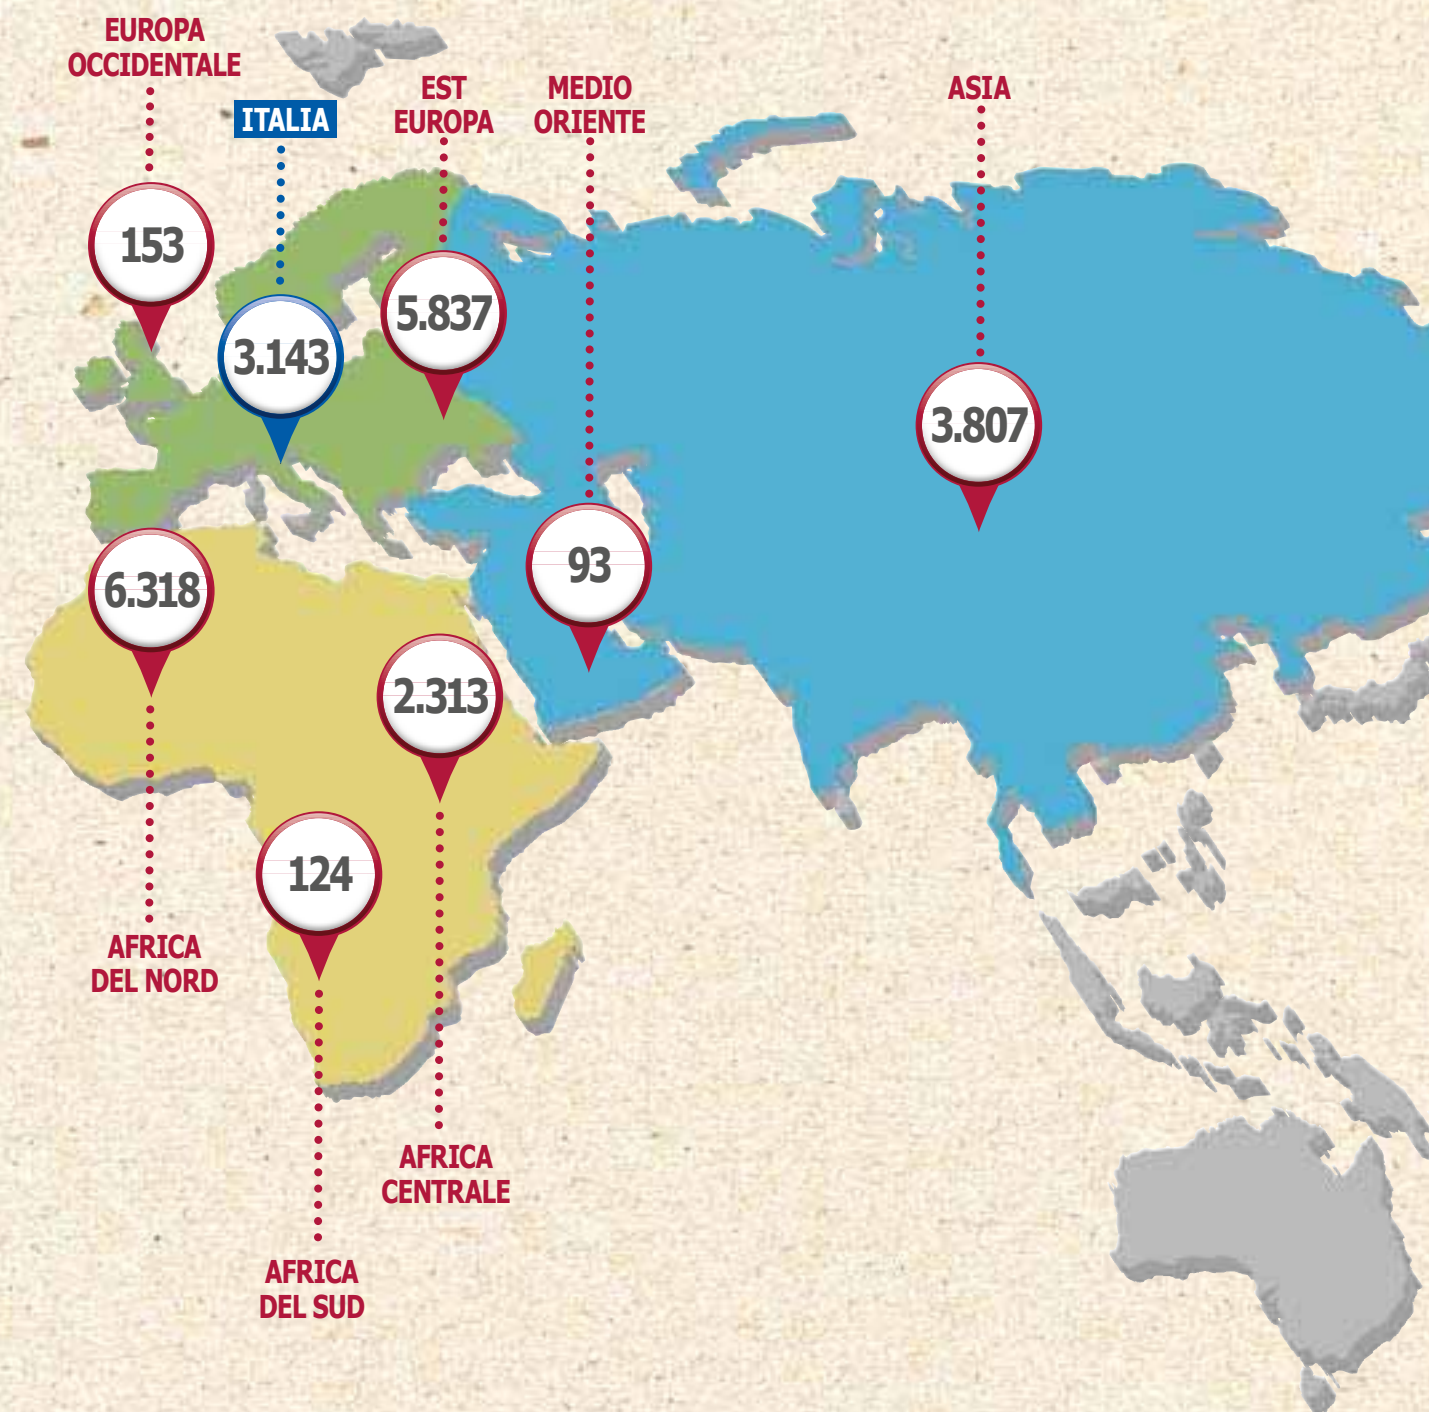 EUROPA
OCCIDENTALE
153
ITALIA
3.143
EST
EUROPA
5.837
MEDIO
ORIENTE
93
ASIA
3.807
6.318
AFRICA
DEL NORD
2.313
AFRICA
CENTRALE
124
AFRICA
DEL SUD